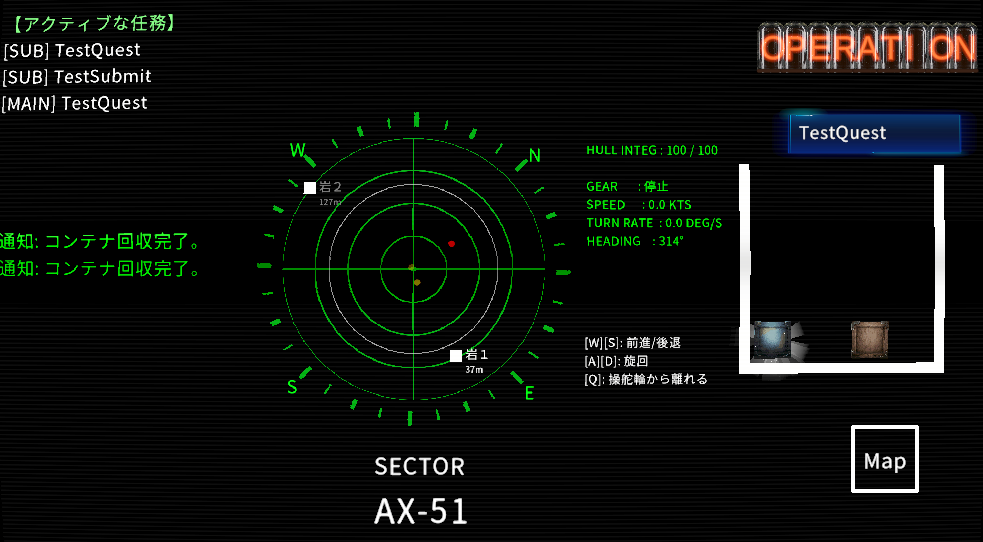 【アクティブな任務】
[SUB] TestQuest
[SUB] TestSubmit
[MAIN] TestQuest
OPERATION
TestQuest
W
N
岩2
127m
HULL INTEG : 100 / 100
GEAR : 停止
SPEED : 0.0 KTS
TURN RATE : 0.0 DEG/S
HEADING : 314°
通知: コンテナ回収完了。
通知: コンテナ回収完了。
岩1
37m
S
E
[W][S]: 前進/後退
[A][D]: 旋回
[Q]: 操舵輪から離れる
SECTOR
AX-51
Map